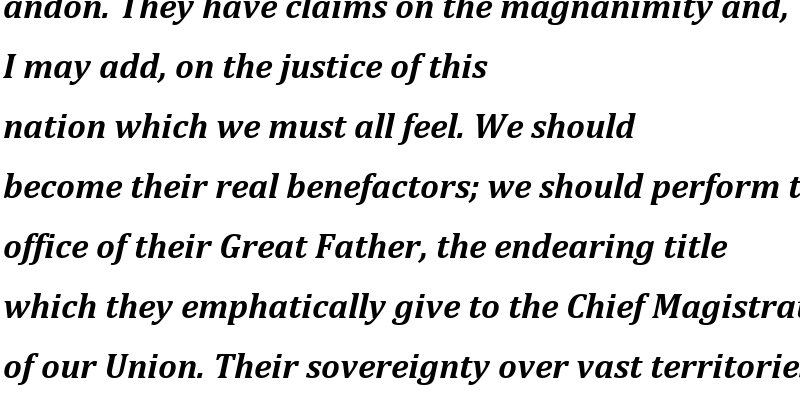 andon. They have claims on the magnanimity and,
I may add, on the justice of this
nation which we must all feel. We should
become their real benefactors; we should perform t
office of their Great Father, the endearing title
which they emphatically give to the Chief Magistrat
of our Union. Their sovereignty over vast territories